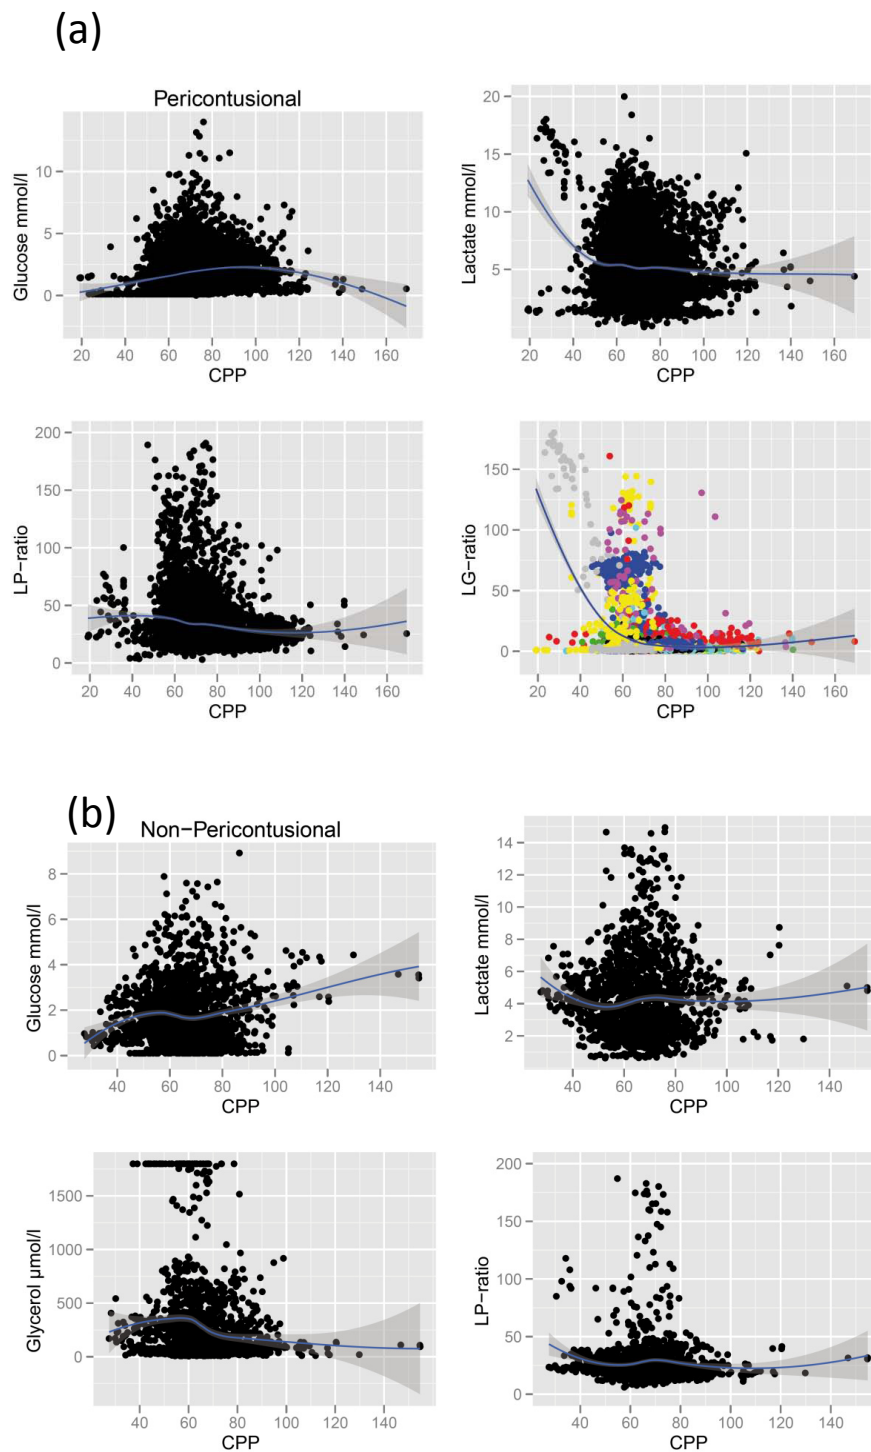 (a)
Pericontusional
Glucose mmol/l
10
5
0
20 40 60 80 100 120 140 160
CPP
Lactate mmol/l
20
15
10
5
20 40 60 80 100 120 140 160
CPP
LP-ratio
200
150
100
50
0
20 40 60 80 100 120 140 160
CPP
LG-ratio
150
100
50
0
20 40 60 80 100 120 140 160
CPP
(b)
Non-Pericontusional
Glucose mmol/l
8
6
4
2
0
40 60 80 100 120 140
CPP
Lactate mmol/l
14
12
10
8
6
4
2
40 60 80 100 120 140
CPP
Glycerol µmol/l
1500
1000
500
0
40 60 80 100 120 140
CPP
LP-ratio
200
150
100
50
0
40 60 80 100 120 140
CPP